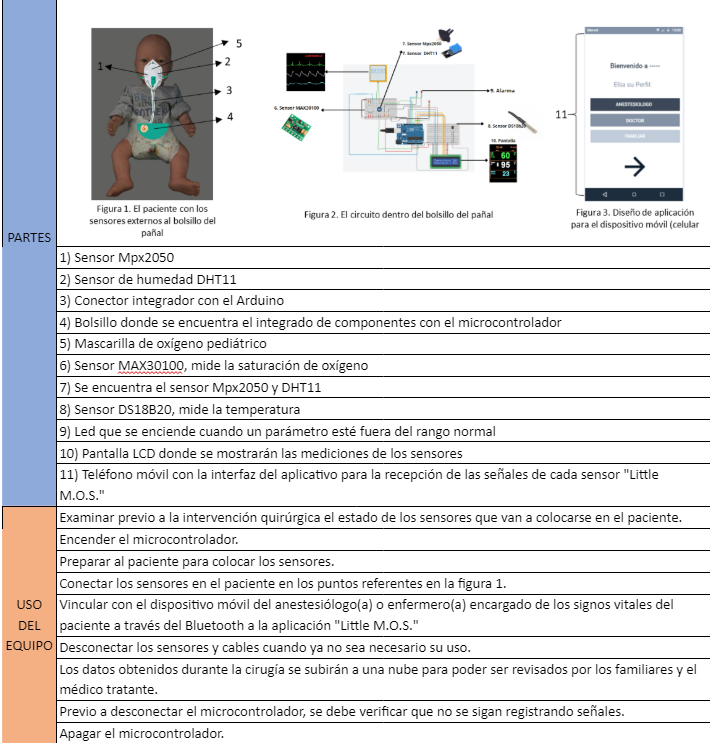 PARTES
1
5
2
3
4
Figura 1. El paciente con los
sensores externos al bolsillo del
pañal
7. Sensor Mpx2050
7. Sensor DHT11
6. Sensor MAX30100
9. Alarma
8. Sensor DS18B20
10. Pantalla
60
95
23
Figura 2. El circuito dentro del bolsillo del pañal
11
Bienvenido a -----
Elija su Perfil
ANESTESIOLOGO
DOCTOR
FAMILIAR
Figura 3. Diseño de aplicación
para el dispositivo móvil (celular
1) Sensor Mpx2050
2) Sensor de humedad DHT11
3) Conector integrador con el Arduino
4) Bolsillo donde se encuentra el integrado de componentes con el microcontrolador
5) Mascarilla de oxígeno pediátrico
6) Sensor MAX30100, mide la saturación de oxígeno
7) Se encuentra el sensor Mpx2050 y DHT11
8) Sensor DS18B20, mide la temperatura
9) Led que se enciende cuando un parámetro esté fuera del rango normal
10) Pantalla LCD donde se mostrarán las mediciones de los sensores
11) Teléfono móvil con la interfaz del aplicativo para la recepción de las señales de cada sensor "Little
M.O.S."
USO
DEL
EQUIPO
Examinar previo a la intervención quirúrgica el estado de los sensores que van a colocarse en el paciente.
Encender el microcontrolador.
Preparar al paciente para colocar los sensores.
Conectar los sensores en el paciente en los puntos referentes en la figura 1.
Vincular con el dispositivo móvil del anestesiólogo(a) o enfermero(a) encargado de los signos vitales del
paciente a través del Bluetooth a la aplicación "Little M.O.S."
Desconectar los sensores y cables cuando ya no sea necesario su uso.
Los datos obtenidos durante la cirugía se subirán a una nube para poder ser revisados por los familiares y el
médico tratante.
Previo a desconectar el microcontrolador, se debe verificar que no se sigan registrando señales.
Apagar el microcontrolador.